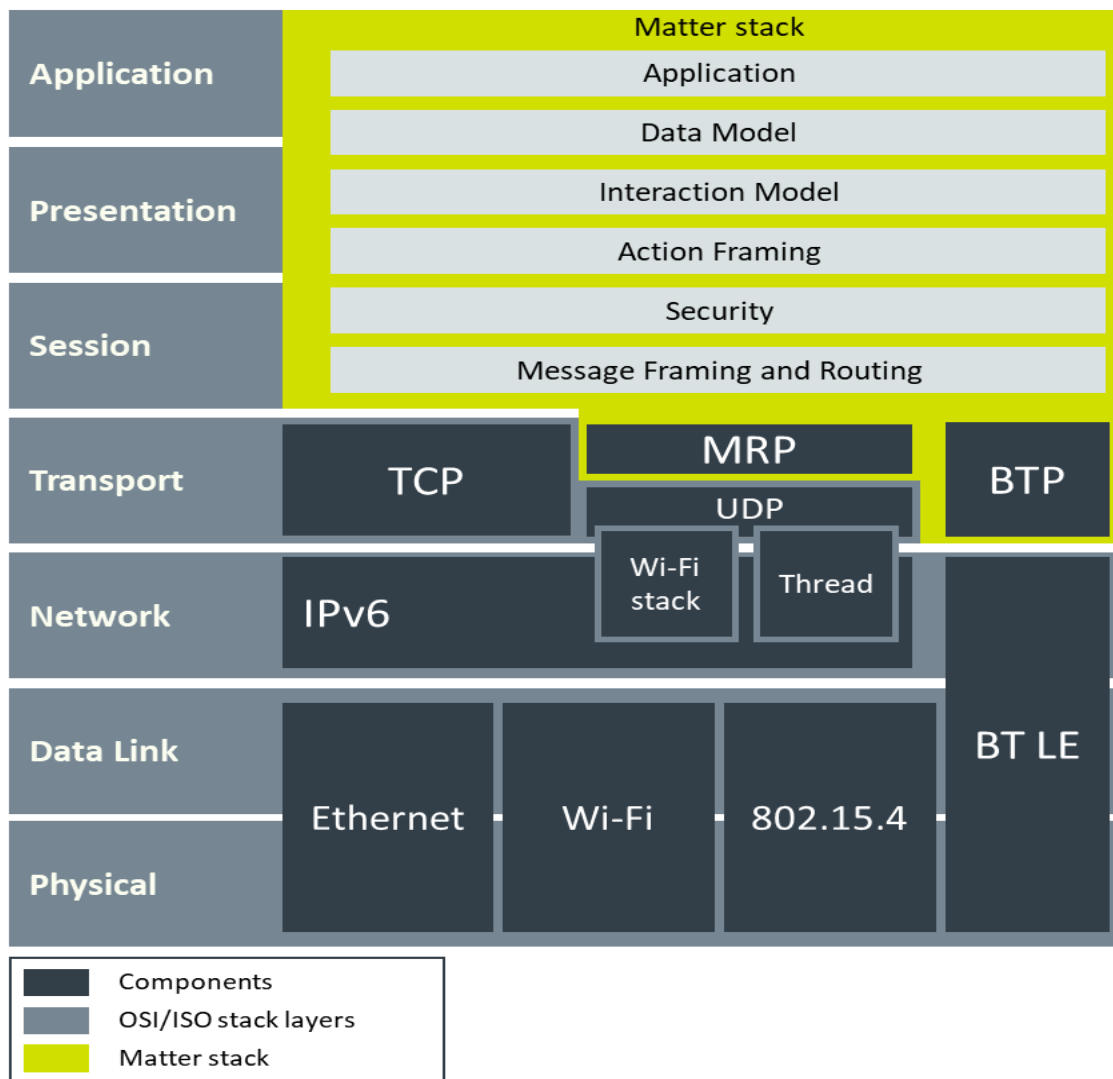 Matter stack
Application
Application
Data Model
Presentation
Interaction Model
Action Framing
Session
Security
Message Framing and Routing
Transport
TCP
MRP
UDP
BTP
Network
IPv6
Wi-Fi
stack
Thread
Data Link
BT LE
Ethernet
Wi-Fi
802.15.4
Physical
Components
OSI/ISO stack layers
Matter stack